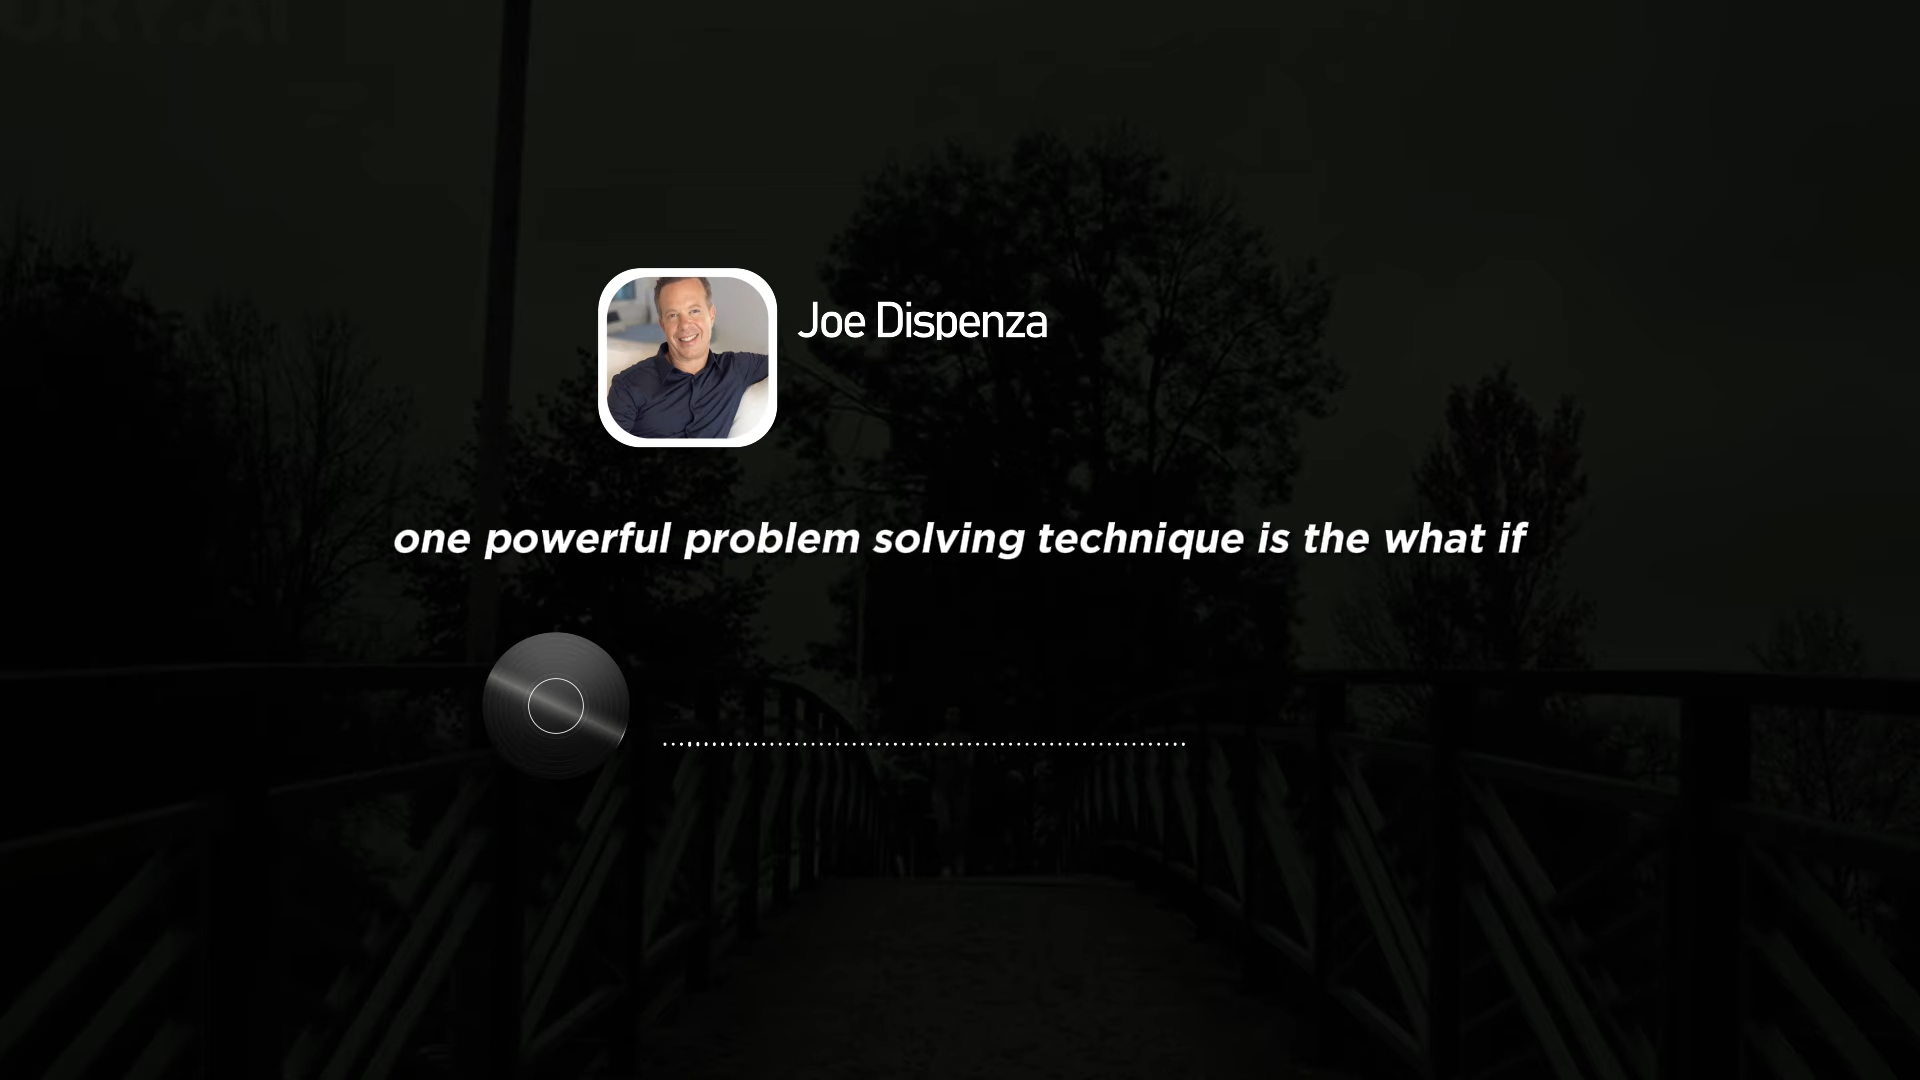 Joe Dispenza
one powerful problem solving technique is the what if